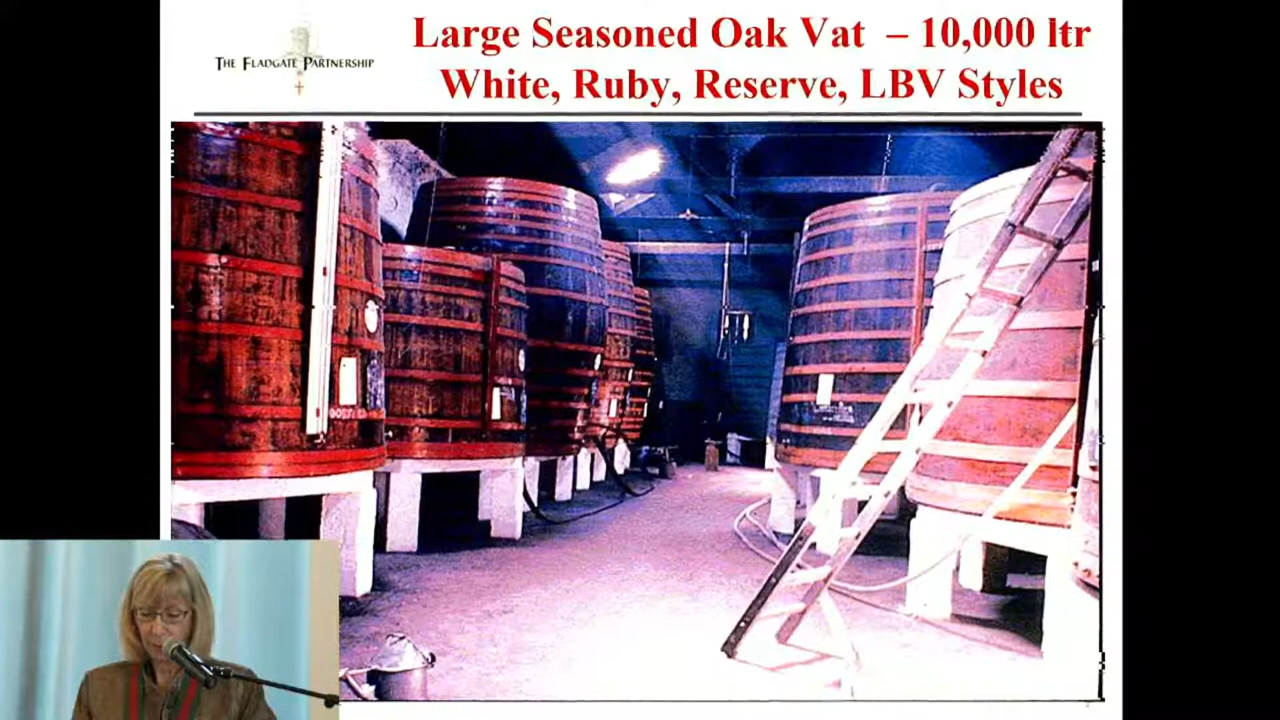 THE FLADGATE PARTNERSHIP
Large Seasoned Oak Vat – 10,000 ltr
White, Ruby, Reserve, LBV Styles